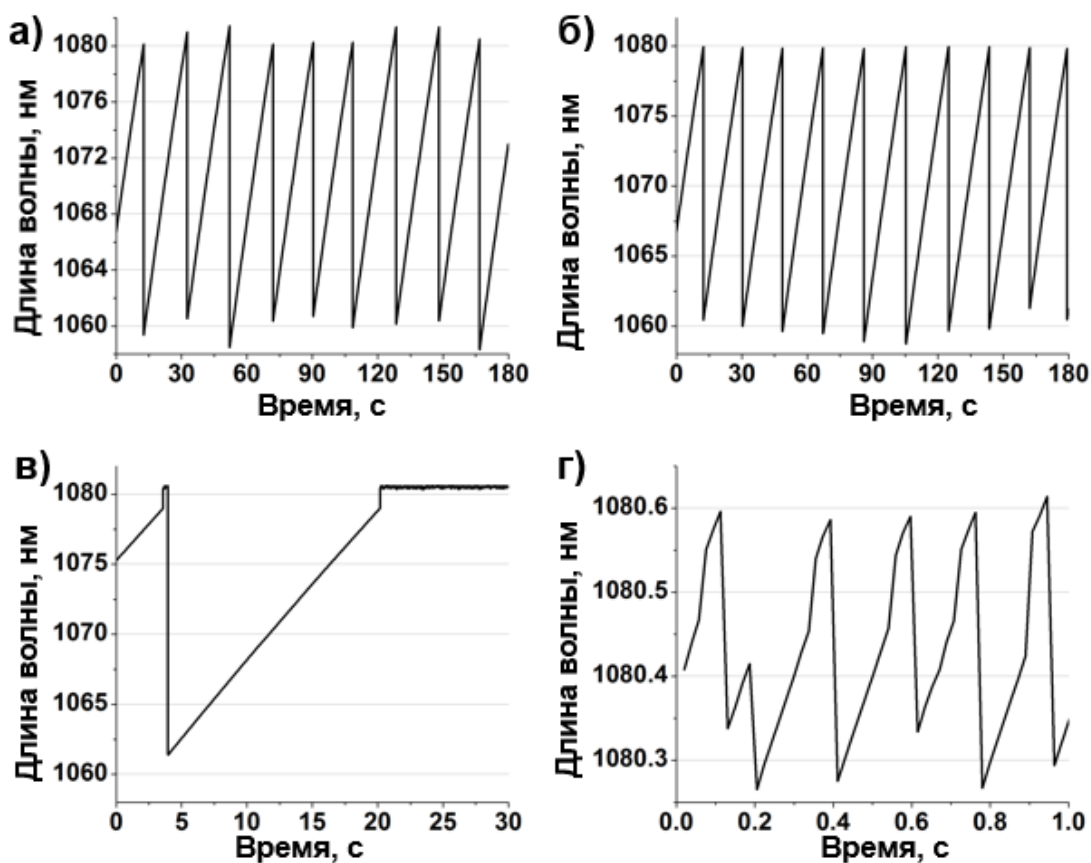 а)
Длина волны, нм
1080
1076
1072
1068
1064
1060
0 30 60 90 120 150 180
Время, с
б)
Длина волны, нм
1080
1075
1070
1065
1060
0 30 60 90 120 150 180
Время, с
в)
Длина волны, нм
1080
1075
1070
1065
1060
0 5 10 15 20 25 30
Время, с
г)
Длина волны, нм
1080.6
1080.5
1080.4
1080.3
0.0 0.2 0.4 0.6 0.8 1.0
Время, с